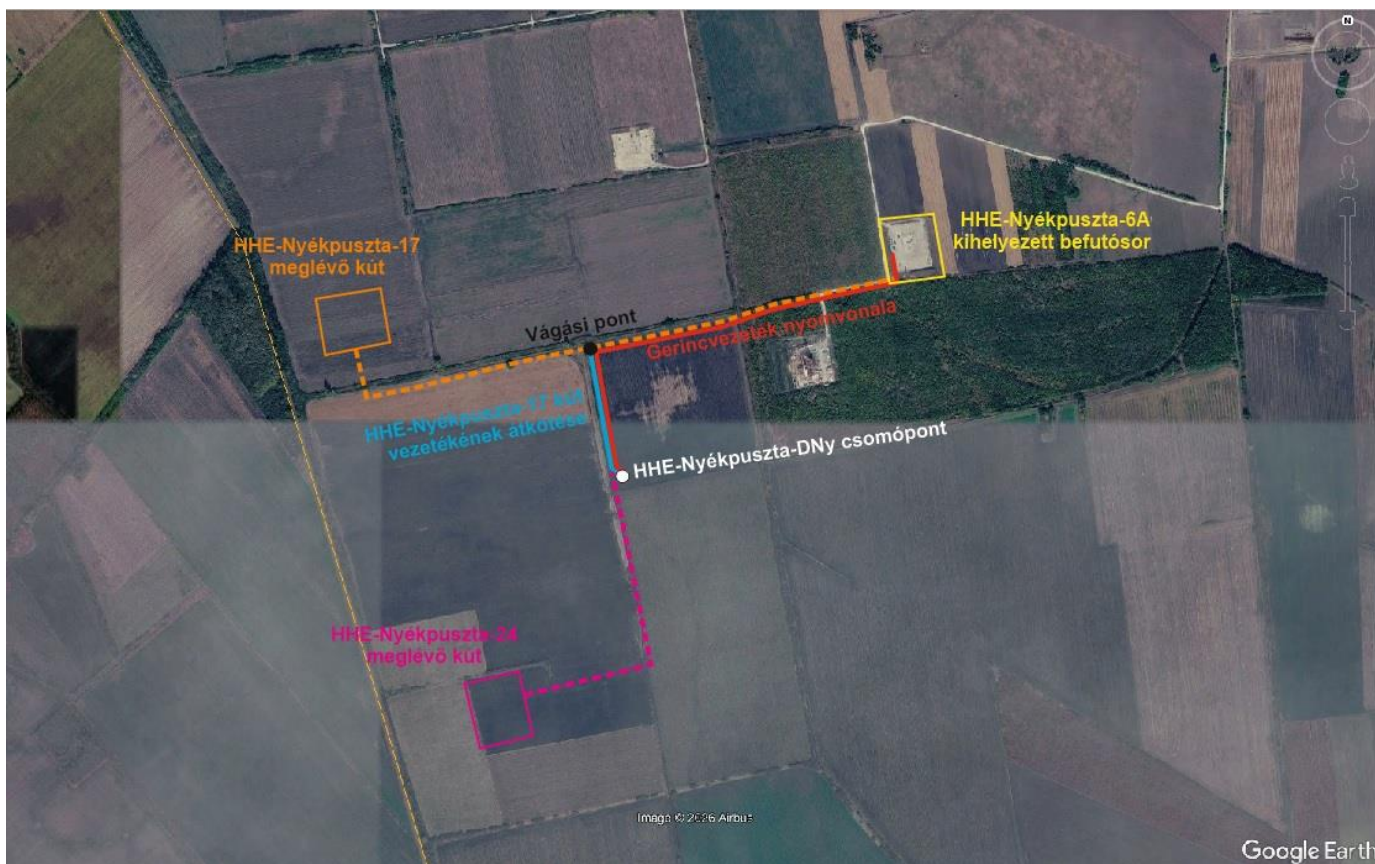 N
HHE-Nyékpuszta-6A
kihelyezett befutósor
HHE-Nyékpuszta-17
meglévő kút
Vágási pont
Gerincvezeték nyomvonala
HHE-Nyékpuszta-17 kút
vezetékének átkötése
HHE-Nyékpuszta-DNy csomópont
HHE-Nyékpuszta-24
meglévő kút
Image © 2026 Airbus
Google Earth